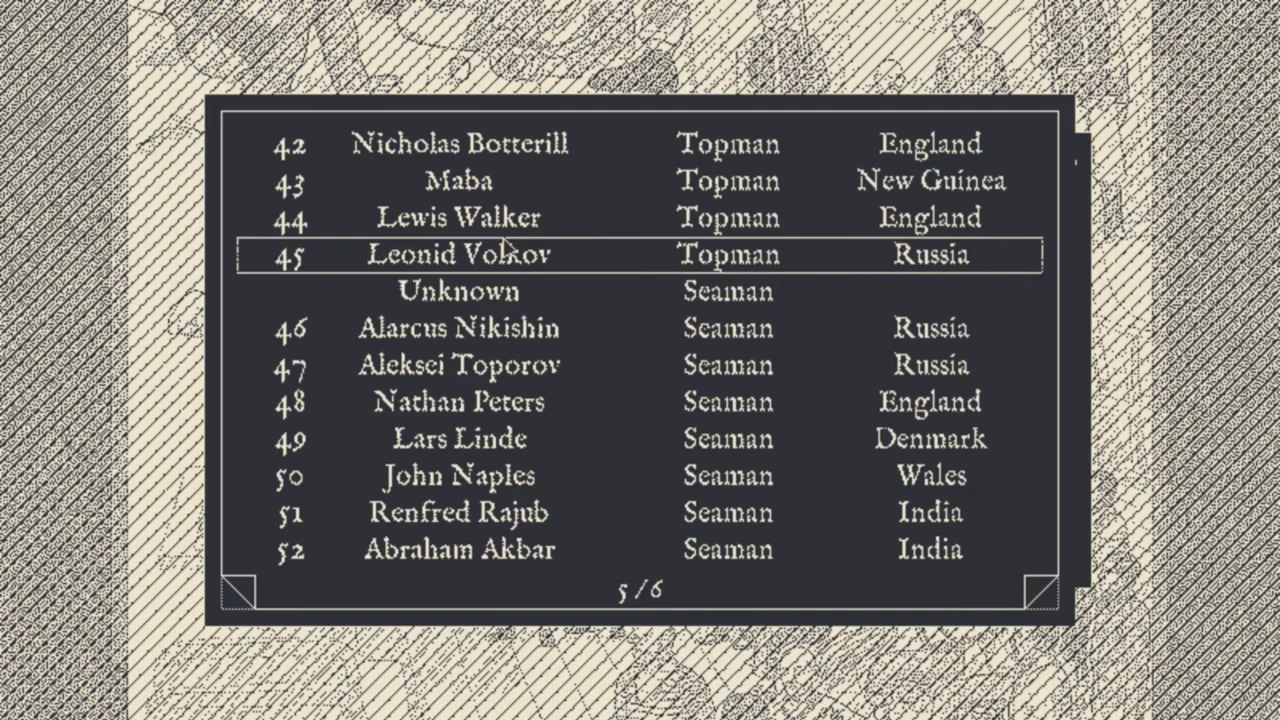 42 Nicholas Botterill Topman England
43 Maba Topman New Guinea
44 Lewis Walker Topman England
45 Leonid Volkov Topman Russia
Unknown Seaman
46 Alarcus Nikishin Seaman Russia
47 Aleksei Toporov Seaman Russia
48 Nathan Peters Seaman England
49 Lars Linde Seaman Denmark
50 John Naples Seaman Wales
51 Renfred Rajub Seaman India
52 Abraham Akbar Seaman India
5/6